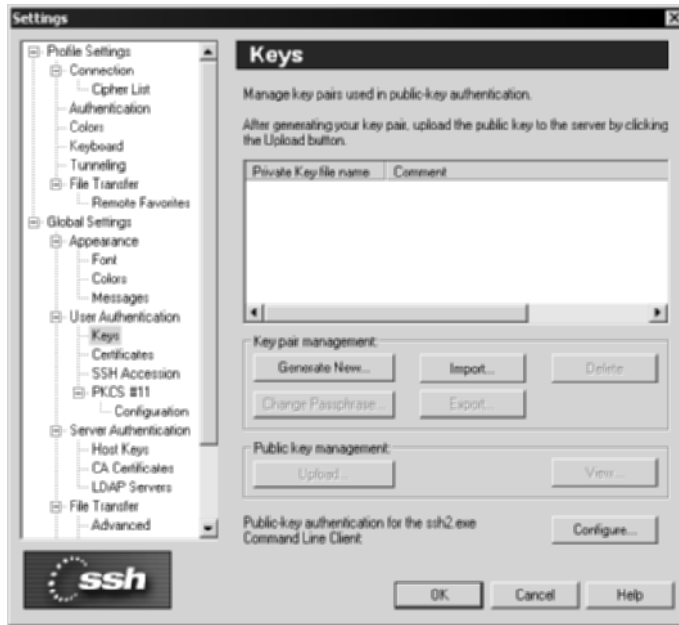 Settings
Profile Settings
Connection
Cipher List
Authentication
Colors
Keyboard
Tunneling
File Transfer
Remote Favorites
Global Settings
Appearance
Font
Colors
Messages
User Authentication
Keys
Certificates
SSH Accession
PKCS #11
Configuration
Server Authentication
Host Keys
CA Certificates
LDAP Servers
File Transfer
Advanced
ssh
Keys
Manage key pairs used in public-key authentication.
After generating your key pair, upload the public key to the server by clicking
the Upload button.
Private Key file name Comment
Key pair management:
Generate New... Import... Delete
Change Passphrase... Export...
Public key management:
Upload... View...
Public-key authentication for the ssh2.exe
Command Line Client
Configure...
OK Cancel Help